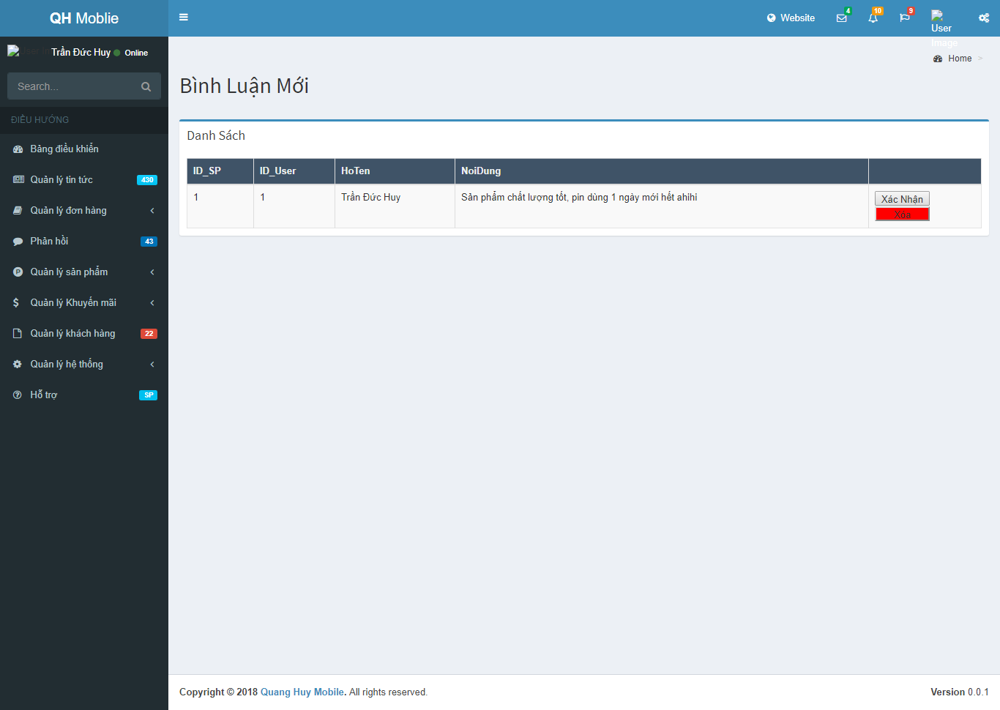 QH Moblie
Website
4
10
9
User Image
Trần Đức Huy Online
Search...
ĐIỀU HƯỚNG
Bảng điều khiển
Quản lý tin tức 430
Quản lý đơn hàng
Phản hồi 43
Quản lý sản phẩm
Quản lý Khuyến mãi
Quản lý khách hàng 22
Quản lý hệ thống
Hỗ trợ SP
Home >
Bình Luận Mới
Danh Sách
ID_SP ID_User HoTen NoiDung
1 1 Trần Đức Huy Sản phẩm chất lượng tốt, pin dùng 1 ngày mới hết ahihi Xác Nhận
Xóa
Copyright © 2018 Quang Huy Mobile. All rights reserved.
Version 0.0.1